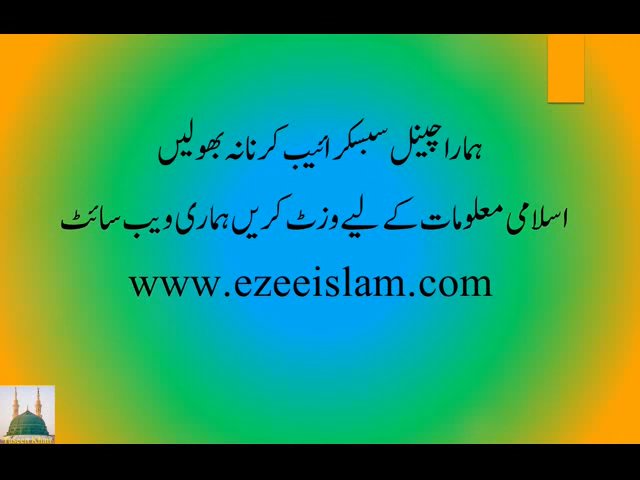 ہمارا چینل سبسکرائیب کرنا نہ بھولیں
اسلامی معلومات کے لیے وزٹ کریں ہماری ویب سائٹ
www.ezeeislam.com